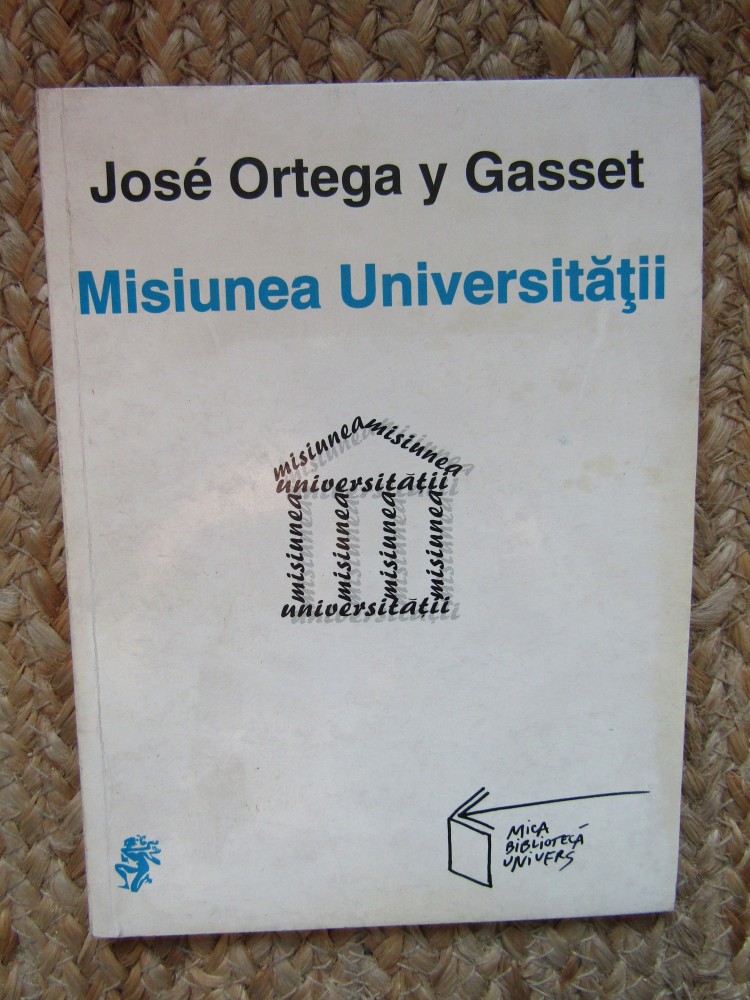 José Ortega y Gasset
Misiunea Universităţii
misiunea misiunea
universităţii
misiunea misiunea misiunea misiunea
universităţii
MICA
BIBLIOTECĂ
UNIVERS